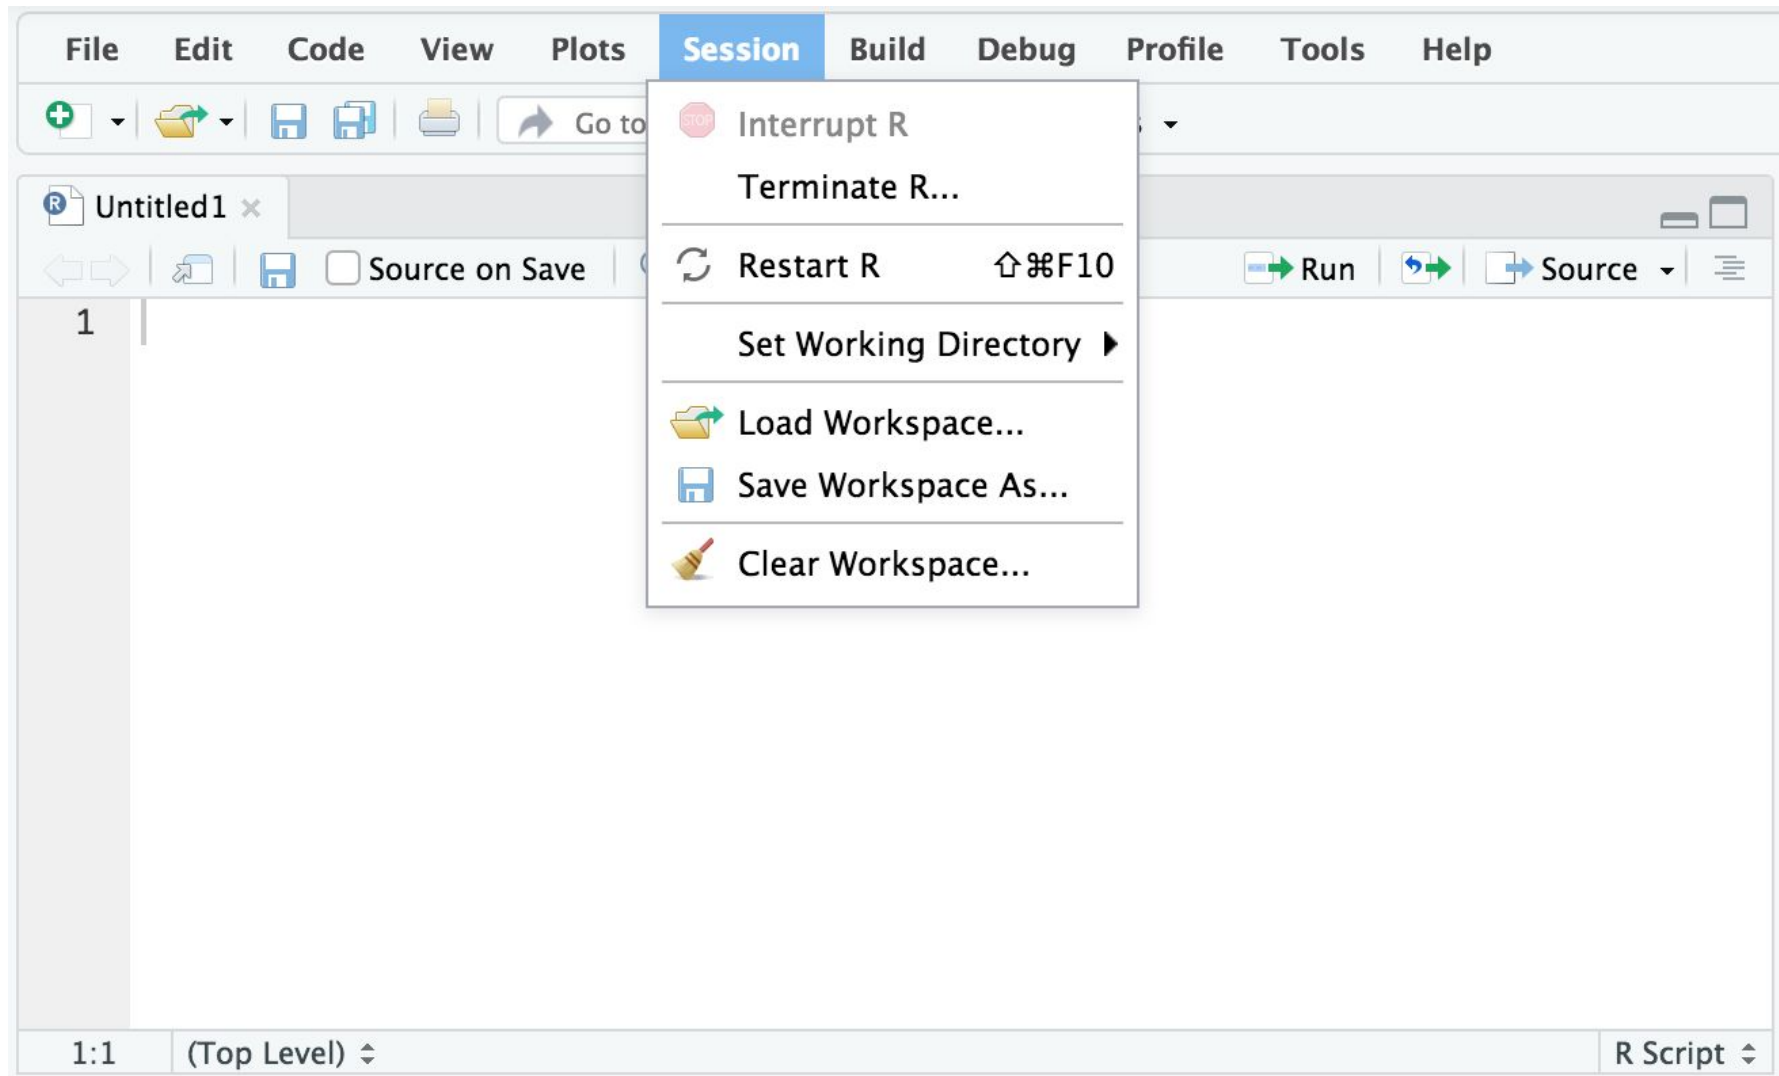 File Edit Code View Plots Session Build Debug Profile Tools Help
Go to
STOP Interrupt R
Terminate R...
Restart R ⇧⌘F10
Set Working Directory
Load Workspace...
Save Workspace As...
Clear Workspace...
R Untitled1 ×
Source on Save Run Source
1
1:1 (Top Level) R Script